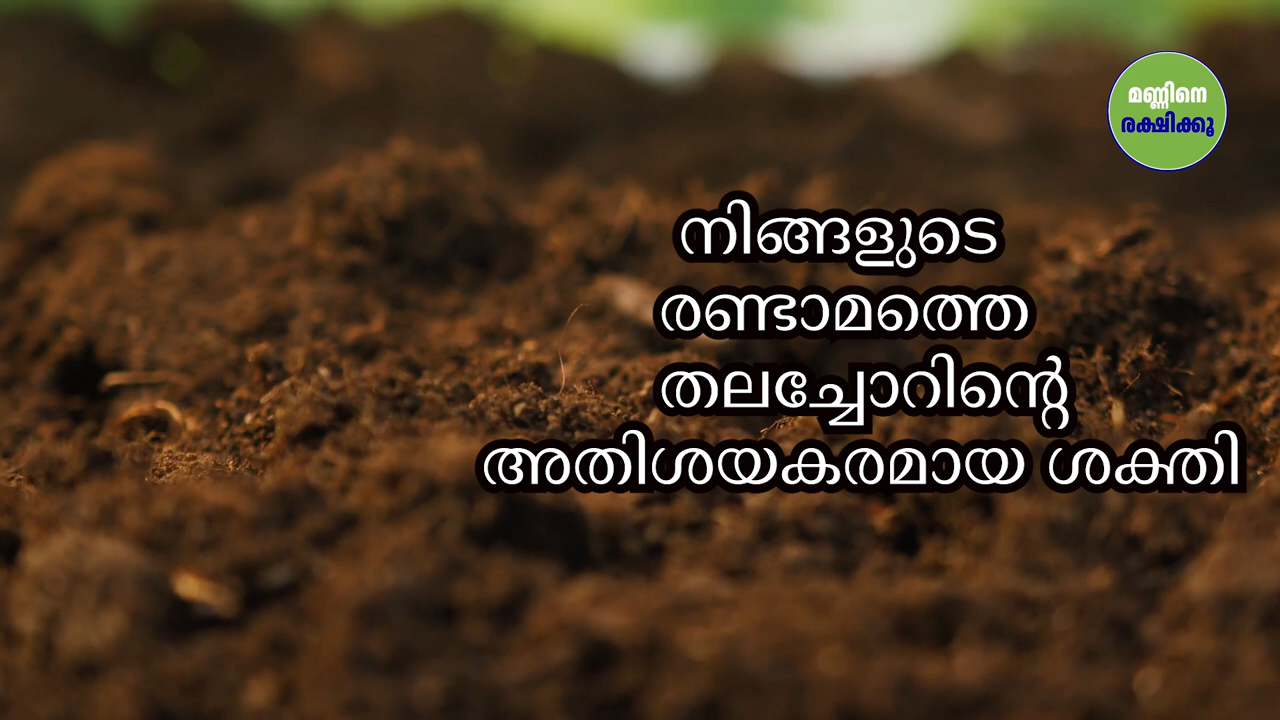 മണ്ണിനെ
രക്ഷിക്കൂ
നിങ്ങളുടെ
രണ്ടാമത്തെ
തലച്ചോറിന്റെ
അതിശയകരമായ ശക്തി